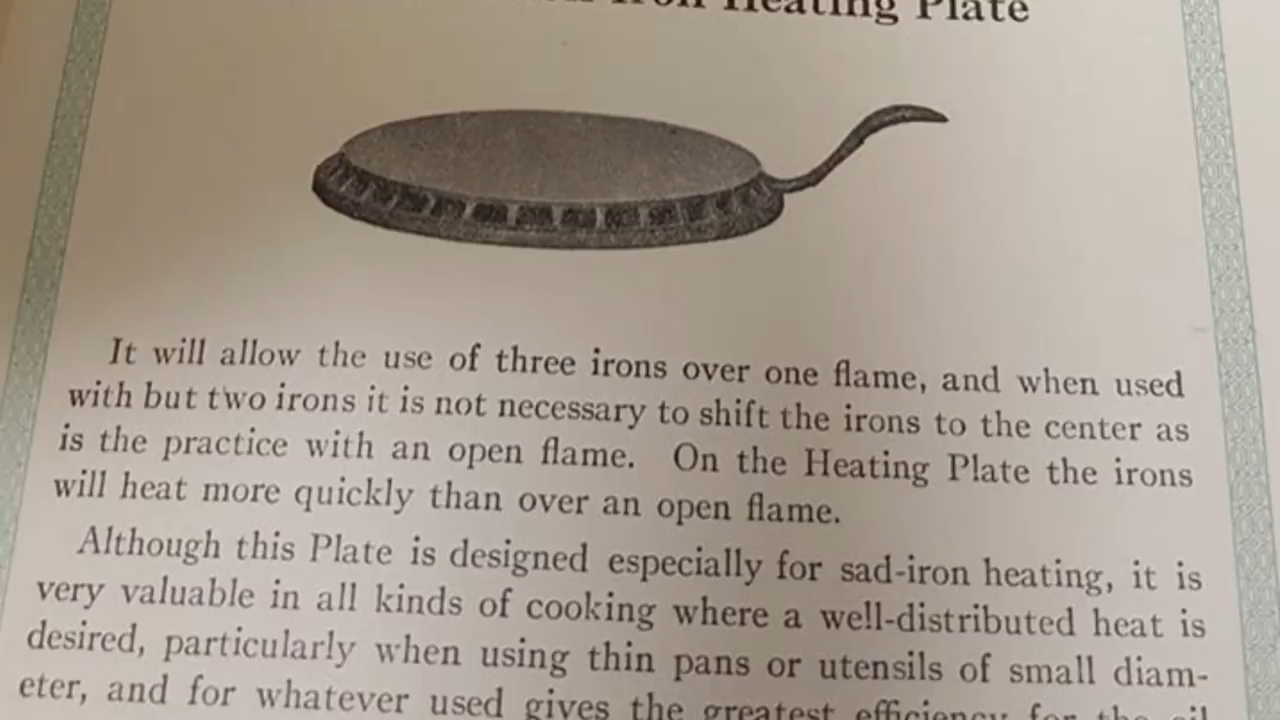 Iron Heating Plate
It will allow the use of three irons over one flame, and when used
with but two irons it is not necessary to shift the irons to the center as
is the practice with an open flame. On the Heating Plate the irons
will heat more quickly than over an open flame.
Although this Plate is designed especially for sad-iron heating, it is
very valuable in all kinds of cooking where a well-distributed heat is
desired, particularly when using thin pans or utensils of small diam-
eter, and for whatever used gives the greatest efficiency for the oil